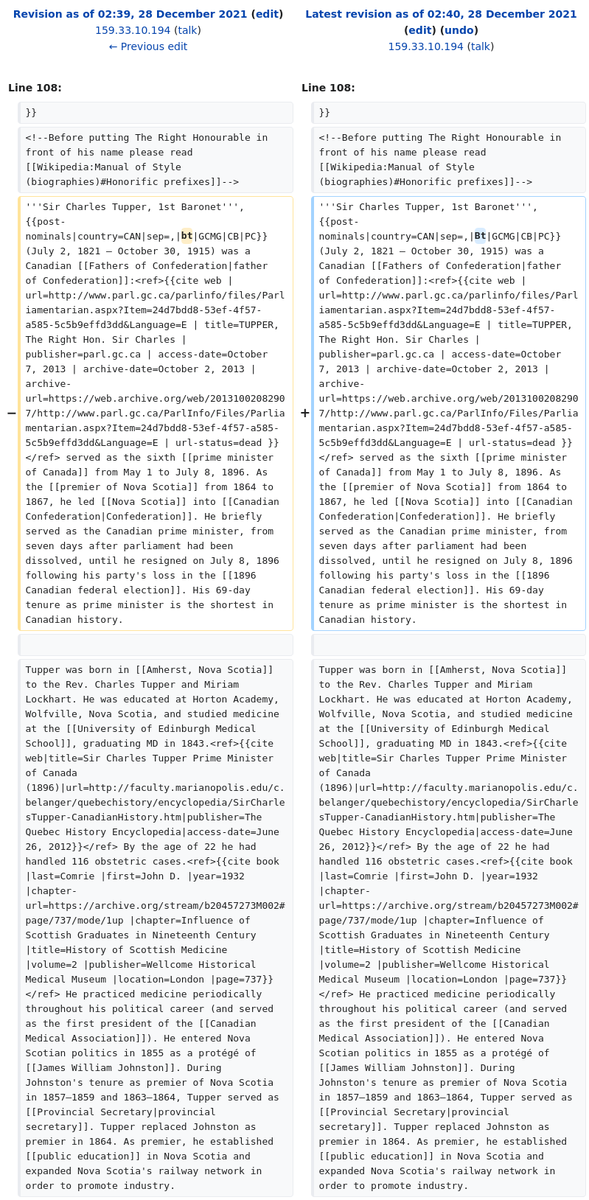 Revision as of 02:39, 28 December 2021 (edit)
159.33.10.194 (talk)
← Previous edit
Latest revision as of 02:40, 28 December 2021
(edit) (undo)
159.33.10.194 (talk)
Line 108:
}}
<!--Before putting The Right Honourable in
front of his name please read
[[Wikipedia:Manual of Style
(biographies)#Honorific prefixes]]-->
−
'''Sir Charles Tupper, 1st Baronet''',
{{post-
nominals|country=CAN|sep=,|bt|GCMG|CB|PC}}
(July 2, 1821 – October 30, 1915) was a
Canadian [[Fathers of Confederation|father
of Confederation]]:<ref>{{cite web |
url=http://www.parl.gc.ca/parlinfo/files/Parl
iamentarian.aspx?Item=24d7bdd8-53ef-4f57-
a585-5c5b9effd3dd&Language=E | title=TUPPER,
The Right Hon. Sir Charles |
publisher=parl.gc.ca | access-date=October
7, 2013 | archive-date=October 2, 2013 |
archive-
url=https://web.archive.org/web/2013100208290
7/http://www.parl.gc.ca/ParlInfo/Files/Parlia
mentarian.aspx?Item=24d7bdd8-53ef-4f57-a585-
5c5b9effd3dd&Language=E | url-status=dead }}
</ref> served as the sixth [[prime minister
of Canada]] from May 1 to July 8, 1896. As
the [[premier of Nova Scotia]] from 1864 to
1867, he led [[Nova Scotia]] into [[Canadian
Confederation|Confederation]]. He briefly
served as the Canadian prime minister, from
seven days after parliament had been
dissolved, until he resigned on July 8, 1896
following his party's loss in the [[1896
Canadian federal election]]. His 69-day
tenure as prime minister is the shortest in
Canadian history.
Tupper was born in [[Amherst, Nova Scotia]]
to the Rev. Charles Tupper and Miriam
Lockhart. He was educated at Horton Academy,
Wolfville, Nova Scotia, and studied medicine
at the [[University of Edinburgh Medical
School]], graduating MD in 1843.<ref>{{cite
web|title=Sir Charles Tupper Prime Minister
of Canada
(1896)|url=http://faculty.marianopolis.edu/c.
belanger/quebechistory/encyclopedia/SirCharle
sTupper-CanadianHistory.htm|publisher=The
Quebec History Encyclopedia|access-date=June
26, 2012}}</ref> By the age of 22 he had
handled 116 obstetric cases.<ref>{{cite book
|last=Comrie |first=John D. |year=1932
|chapter-
url=https://archive.org/stream/b20457273M002#
page/737/mode/1up |chapter=Influence of
Scottish Graduates in Nineteenth Century
|title=History of Scottish Medicine
|volume=2 |publisher=Wellcome Historical
Medical Museum |location=London |page=737}}
</ref> He practiced medicine periodically
throughout his political career (and served
as the first president of the [[Canadian
Medical Association]]). He entered Nova
Scotian politics in 1855 as a protégé of
[[James William Johnston]]. During
Johnston's tenure as premier of Nova Scotia
in 1857–1859 and 1863–1864, Tupper served as
[[Provincial Secretary|provincial
secretary]]. Tupper replaced Johnston as
premier in 1864. As premier, he established
[[public education]] in Nova Scotia and
expanded Nova Scotia's railway network in
order to promote industry.
Line 108:
}}
<!--Before putting The Right Honourable in
front of his name please read
[[Wikipedia:Manual of Style
(biographies)#Honorific prefixes]]-->
+
'''Sir Charles Tupper, 1st Baronet''',
{{post-
nominals|country=CAN|sep=,|Bt|GCMG|CB|PC}}
(July 2, 1821 – October 30, 1915) was a
Canadian [[Fathers of Confederation|father
of Confederation]]:<ref>{{cite web |
url=http://www.parl.gc.ca/parlinfo/files/Parl
iamentarian.aspx?Item=24d7bdd8-53ef-4f57-
a585-5c5b9effd3dd&Language=E | title=TUPPER,
The Right Hon. Sir Charles |
publisher=parl.gc.ca | access-date=October
7, 2013 | archive-date=October 2, 2013 |
archive-
url=https://web.archive.org/web/2013100208290
7/http://www.parl.gc.ca/ParlInfo/Files/Parlia
mentarian.aspx?Item=24d7bdd8-53ef-4f57-a585-
5c5b9effd3dd&Language=E | url-status=dead }}
</ref> served as the sixth [[prime minister
of Canada]] from May 1 to July 8, 1896. As
the [[premier of Nova Scotia]] from 1864 to
1867, he led [[Nova Scotia]] into [[Canadian
Confederation|Confederation]]. He briefly
served as the Canadian prime minister, from
seven days after parliament had been
dissolved, until he resigned on July 8, 1896
following his party's loss in the [[1896
Canadian federal election]]. His 69-day
tenure as prime minister is the shortest in
Canadian history.
Tupper was born in [[Amherst, Nova Scotia]]
to the Rev. Charles Tupper and Miriam
Lockhart. He was educated at Horton Academy,
Wolfville, Nova Scotia, and studied medicine
at the [[University of Edinburgh Medical
School]], graduating MD in 1843.<ref>{{cite
web|title=Sir Charles Tupper Prime Minister
of Canada
(1896)|url=http://faculty.marianopolis.edu/c.
belanger/quebechistory/encyclopedia/SirCharle
sTupper-CanadianHistory.htm|publisher=The
Quebec History Encyclopedia|access-date=June
26, 2012}}</ref> By the age of 22 he had
handled 116 obstetric cases.<ref>{{cite book
|last=Comrie |first=John D. |year=1932
|chapter-
url=https://archive.org/stream/b20457273M002#
page/737/mode/1up |chapter=Influence of
Scottish Graduates in Nineteenth Century
|title=History of Scottish Medicine
|volume=2 |publisher=Wellcome Historical
Medical Museum |location=London |page=737}}
</ref> He practiced medicine periodically
throughout his political career (and served
as the first president of the [[Canadian
Medical Association]]). He entered Nova
Scotian politics in 1855 as a protégé of
[[James William Johnston]]. During
Johnston's tenure as premier of Nova Scotia
in 1857–1859 and 1863–1864, Tupper served as
[[Provincial Secretary|provincial
secretary]]. Tupper replaced Johnston as
premier in 1864. As premier, he established
[[public education]] in Nova Scotia and
expanded Nova Scotia's railway network in
order to promote industry.